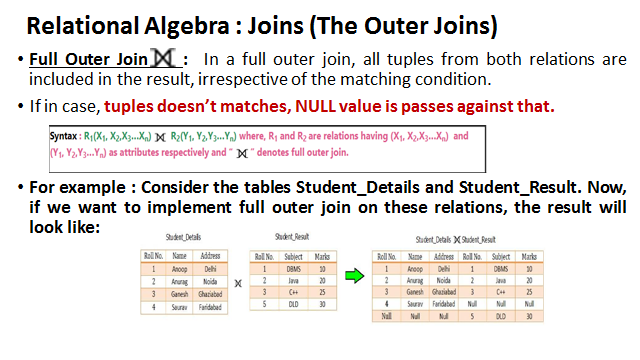 Relational Algebra : Joins (The Outer Joins)
• Full Outer Join ⟗ : In a full outer join, all tuples from both relations are
included in the result, irrespective of the matching condition.
• If in case, tuples doesn't matches, NULL value is passes against that.
Syntax : R₁(X₁, X₂,X₃...Xₙ) ⟗ R₂(Y₁, Y₂,Y₃...Yₙ) where, R₁ and R₂ are relations having (X₁, X₂,X₃...Xₙ) and
(Y₁, Y₂,Y₃...Yₙ) as attributes respectively and " ⟗ " denotes full outer join.
• For example : Consider the tables Student_Details and Student_Result. Now,
if we want to implement full outer join on these relations, the result will
look like:
Student_Details
Roll No. Name Address
1 Anoop Delhi
2 Anurag Noida
3 Ganesh Ghaziabad
4 Saurav Faridabad
⟗
Student_Result
Roll No. Subject Marks
1 DBMS 10
2 Java 20
3 C++ 25
5 DLD 30
Student_Details ⟗ Student_Result
Roll No. Name Address Roll No. Subject Marks
1 Anoop Delhi 1 DBMS 10
2 Anurag Noida 2 Java 20
3 Ganesh Ghaziabad 3 C++ 25
4 Saurav Faridabad Null Null Null
Null Null Null 5 DLD 30